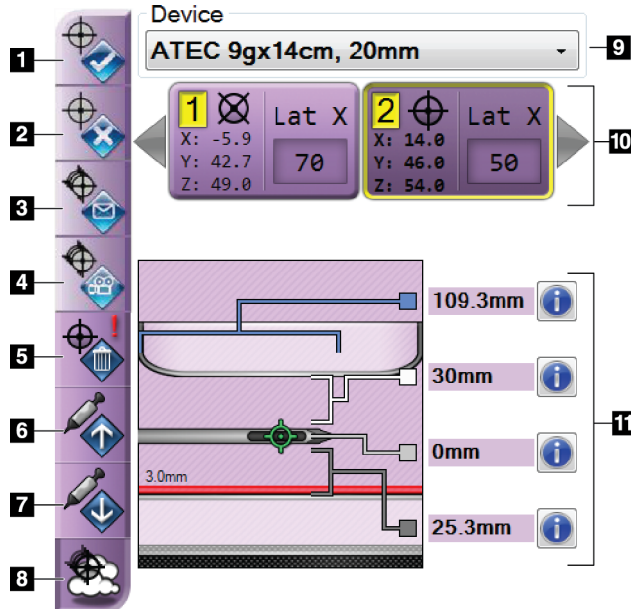 Device
1
ATEC 9gx14cm, 20mm
9
2
1
Lat X
X: -5.9
Y: 42.7
Z: 49.0
70
2
Lat X
X: 14.0
Y: 46.0
Z: 54.0
50
10
3
4
109.3mm
5
!
30mm
6
11
0mm
3.0mm
7
25.3mm
8